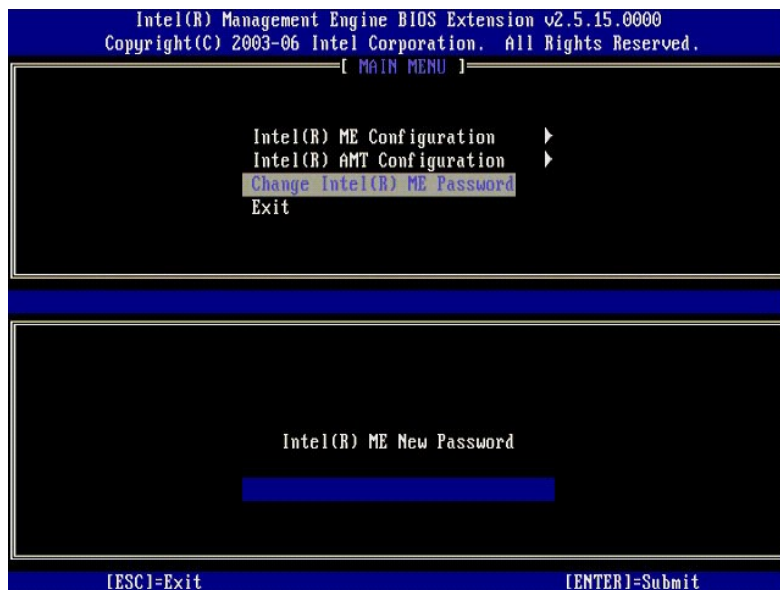 Intel(R) Management Engine BIOS Extension v2.5.15.0000
Copyright(C) 2003-06 Intel Corporation. All Rights Reserved.
[ MAIN MENU ]
Intel(R) ME Configuration
Intel(R) AMT Configuration
Change Intel(R) ME Password
Exit
Intel(R) ME New Password
[ESC]=Exit [ENTER]=Submit